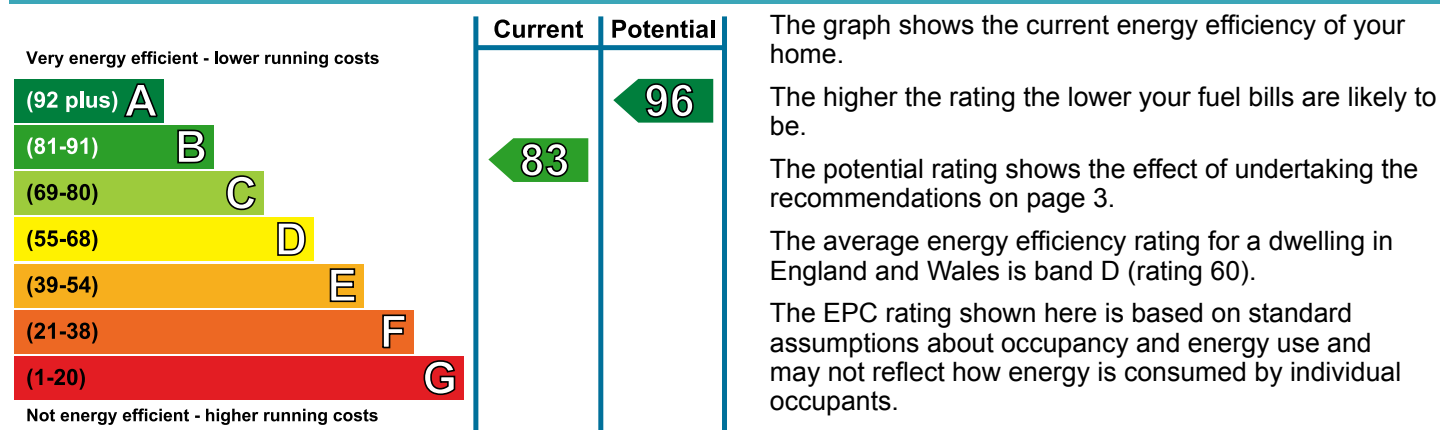 Current Potential
Very energy efficient - lower running costs
(92 plus) A
96
(81-91) B
83
(69-80) C
(55-68) D
(39-54) E
(21-38) F
(1-20) G
Not energy efficient - higher running costs
The graph shows the current energy efficiency of your
home.
The higher the rating the lower your fuel bills are likely to
be.
The potential rating shows the effect of undertaking the
recommendations on page 3.
The average energy efficiency rating for a dwelling in
England and Wales is band D (rating 60).
The EPC rating shown here is based on standard
assumptions about occupancy and energy use and
may not reflect how energy is consumed by individual
occupants.